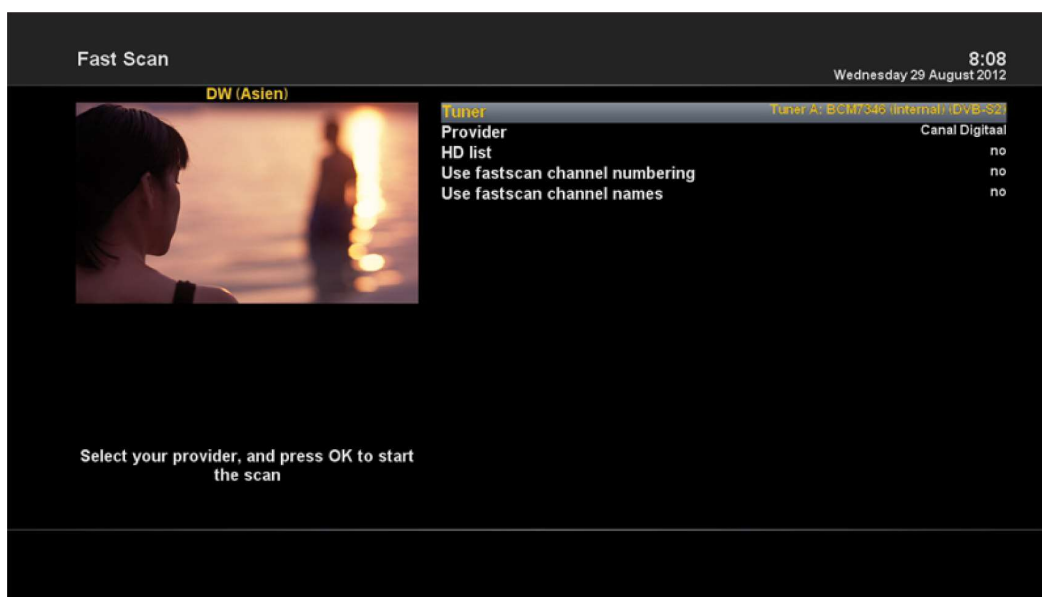 Fast Scan
8:08
Wednesday 29 August 2012
DW (Asien)
Tuner Tuner A: BCM7346 (internal) (DVB-S2)
Provider Canal Digitaal
HD list no
Use fastscan channel numbering no
Use fastscan channel names no
Select your provider, and press OK to start
the scan